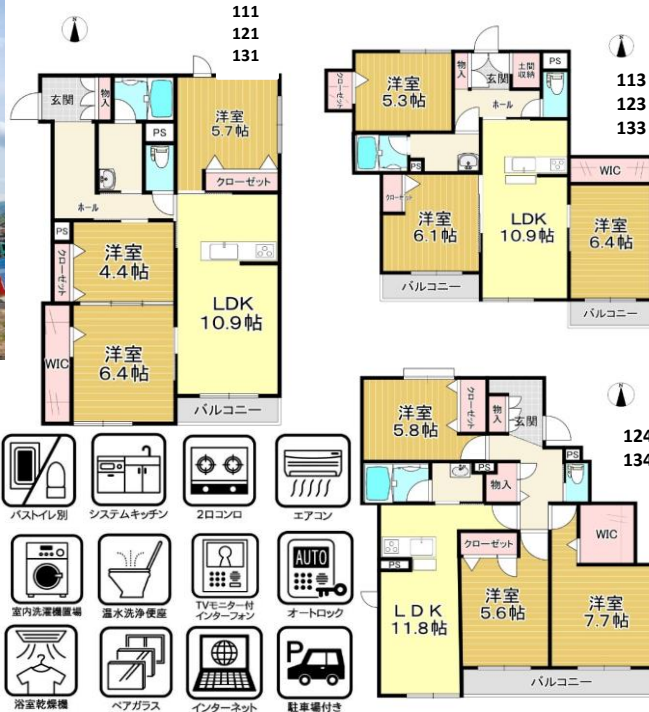 111
121
131
N
玄関
物入
洋室
5.7帖
PS
クローゼット
ホール
PS
クローゼット
洋室
4.4帖
LDK
10.9帖
WIC
洋室
6.4帖
バルコニー
N
113
123
133
クローゼット
洋室
5.3帖
物入
玄関
土間
収納
PS
ホール
PS
WIC
クローゼット
洋室
6.1帖
LDK
10.9帖
洋室
6.4帖
バルコニー
バルコニー
N
124
134
洋室
5.8帖
クローゼット
物入
玄関
PS
PS
物入
WIC
PS
クローゼット
LDK
11.8帖
洋室
5.6帖
洋室
7.7帖
バルコニー
バストイレ別
システムキッチン
2口コンロ
エアコン
室内洗濯機置場
温水洗浄便座
TVモニター付
インターフォン
AUTO
オートロック
浴室乾燥機
ペアガラス
インターネット
P
駐車場付き